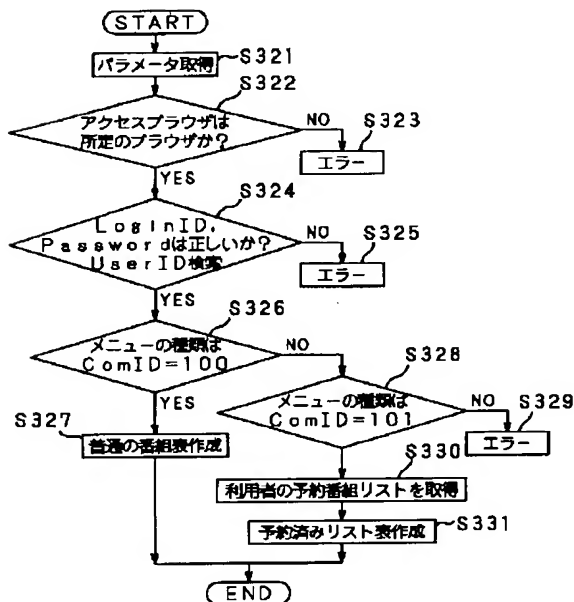 START
S321
パラメータ取得
S322
アクセスブラウザは
所定のブラウザか?
NO
S323
エラー
YES
S324
LoginID,
Passwordは正しいか?
UserID検索
NO
S325
エラー
YES
S326
メニューの種類は
ComID=100
NO
S328
YES
メニューの種類は
ComID=101
NO
S329
エラー
S327
普通の番組表作成
YES
S330
利用者の予約番組リストを取得
S331
予約済みリスト表作成
END